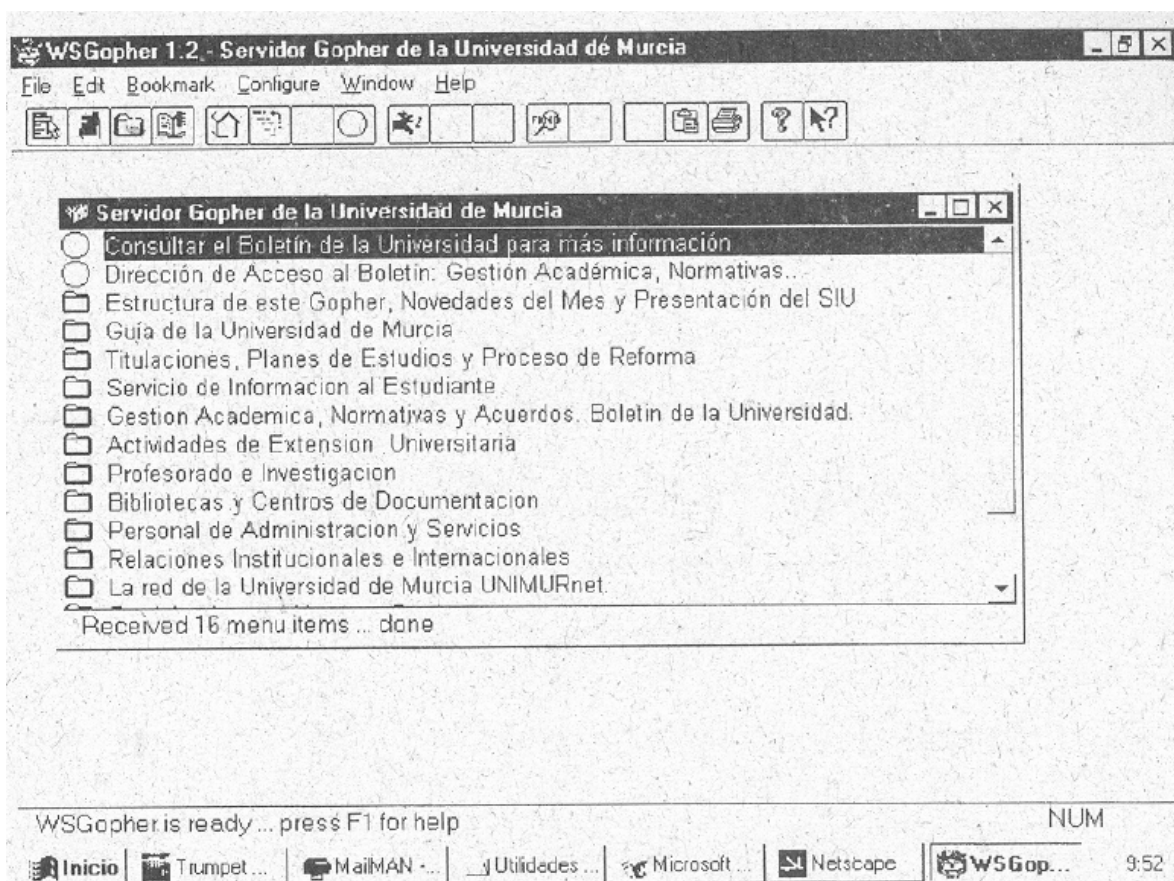 WSGopher 1.2 - Servidor Gopher de la Universidad de Murcia
File Edit Bookmark Configure Window Help
Servidor Gopher de la Universidad de Murcia
Consultar el Boletín de la Universidad para más información
Dirección de Acceso al Boletín: Gestión Académica, Normativas...
Estructura de este Gopher, Novedades del Mes y Presentación del SIU
Guía de la Universidad de Murcia
Titulaciones, Planes de Estudios y Proceso de Reforma
Servicio de Informacion al Estudiante
Gestion Academica, Normativas y Acuerdos. Boletin de la Universidad.
Actividades de Extension Universitaria
Profesorado e Investigacion
Bibliotecas y Centros de Documentacion
Personal de Administracion y Servicios
Relaciones Institucionales e Internacionales
La red de la Universidad de Murcia UNIMURnet.
Received 16 menu items ... done
WSGopher is ready ... press F1 for help NUM
Inicio Trumpet ... MailMAN -... Utilidades ... Microsoft ... Netscape WSGop... 9:52